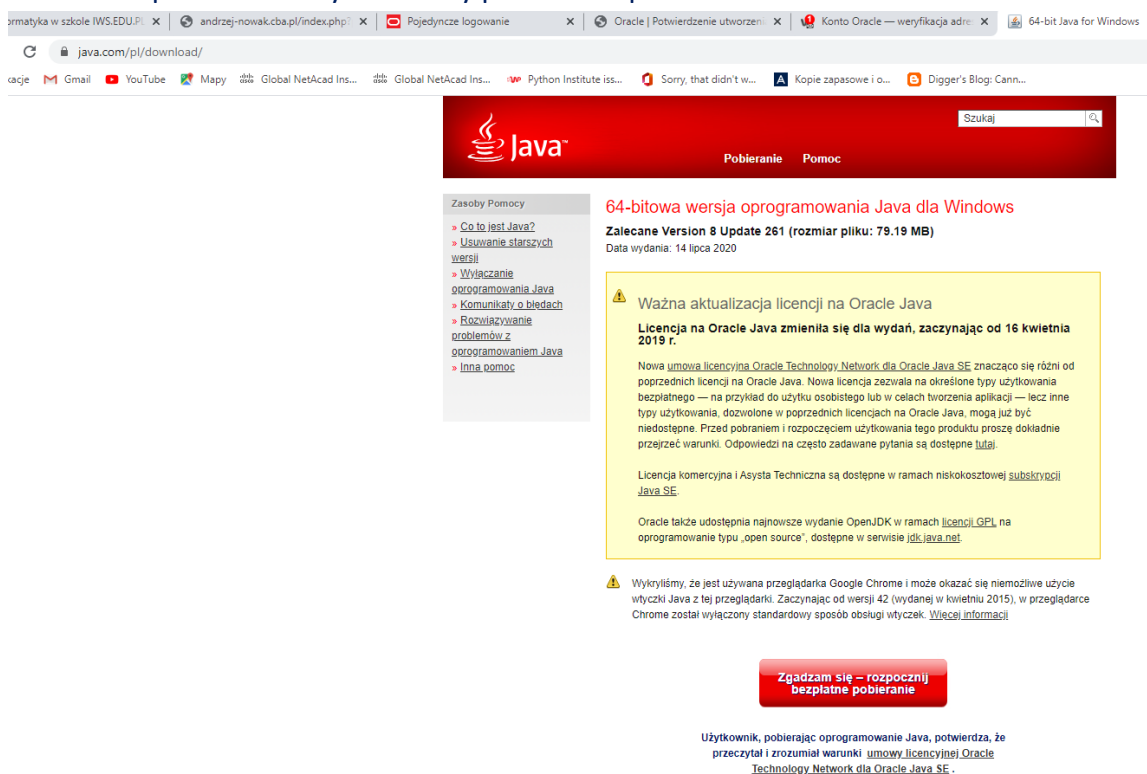 ormatyka w szkole IWS.EDU.PL
andrzej-nowak.cba.pl/index.php?
Pojedyncze logowanie
Oracle | Potwierdzenie utworzeni
Konto Oracle — weryfikacja adre
64-bit Java for Windows
java.com/pl/download/
kacje
Gmail
YouTube
Mapy
Global NetAcad Ins...
Global NetAcad Ins...
Python Institute iss...
Sorry, that didn't w...
Kopie zapasowe i o...
Digger's Blog: Cann...
Szukaj
Java™
Pobieranie Pomoc
Zasoby Pomocy
» Co to jest Java?
» Usuwanie starszych
wersji
» Wyłączanie
oprogramowania Java
» Komunikaty o błędach
» Rozwiązywanie
problemów z
oprogramowaniem Java
» Inna pomoc
64-bitowa wersja oprogramowania Java dla Windows
Zalecane Version 8 Update 261 (rozmiar pliku: 79.19 MB)
Data wydania: 14 lipca 2020
Ważna aktualizacja licencji na Oracle Java
Licencja na Oracle Java zmieniła się dla wydań, zaczynając od 16 kwietnia
2019 r.
Nowa umowa licencyjna Oracle Technology Network dla Oracle Java SE znacząco się różni od
poprzednich licencji na Oracle Java. Nowa licencja zezwala na określone typy użytkowania
bezpłatnego — na przykład do użytku osobistego lub w celach tworzenia aplikacji — lecz inne
typy użytkowania, dozwolone w poprzednich licencjach na Oracle Java, mogą już być
niedostępne. Przed pobraniem i rozpoczęciem użytkowania tego produktu proszę dokładnie
przejrzeć warunki. Odpowiedzi na często zadawane pytania są dostępne tutaj.
Licencja komercyjna i Asysta Techniczna są dostępne w ramach niskokosztowej subskrypcji
Java SE.
Oracle także udostępnia najnowsze wydanie OpenJDK w ramach licencji GPL na
oprogramowanie typu „open source”, dostępne w serwisie jdk.java.net.
Wykryliśmy, że jest używana przeglądarka Google Chrome i może okazać się niemożliwe użycie
wtyczki Java z tej przeglądarki. Zaczynając od wersji 42 (wydanej w kwietniu 2015), w przeglądarce
Chrome został wyłączony standardowy sposób obsługi wtyczek. Więcej informacji
Zgadzam się – rozpocznij
bezpłatne pobieranie
Użytkownik, pobierając oprogramowanie Java, potwierdza, że
przeczytał i zrozumiał warunki umowy licencyjnej Oracle
Technology Network dla Oracle Java SE .